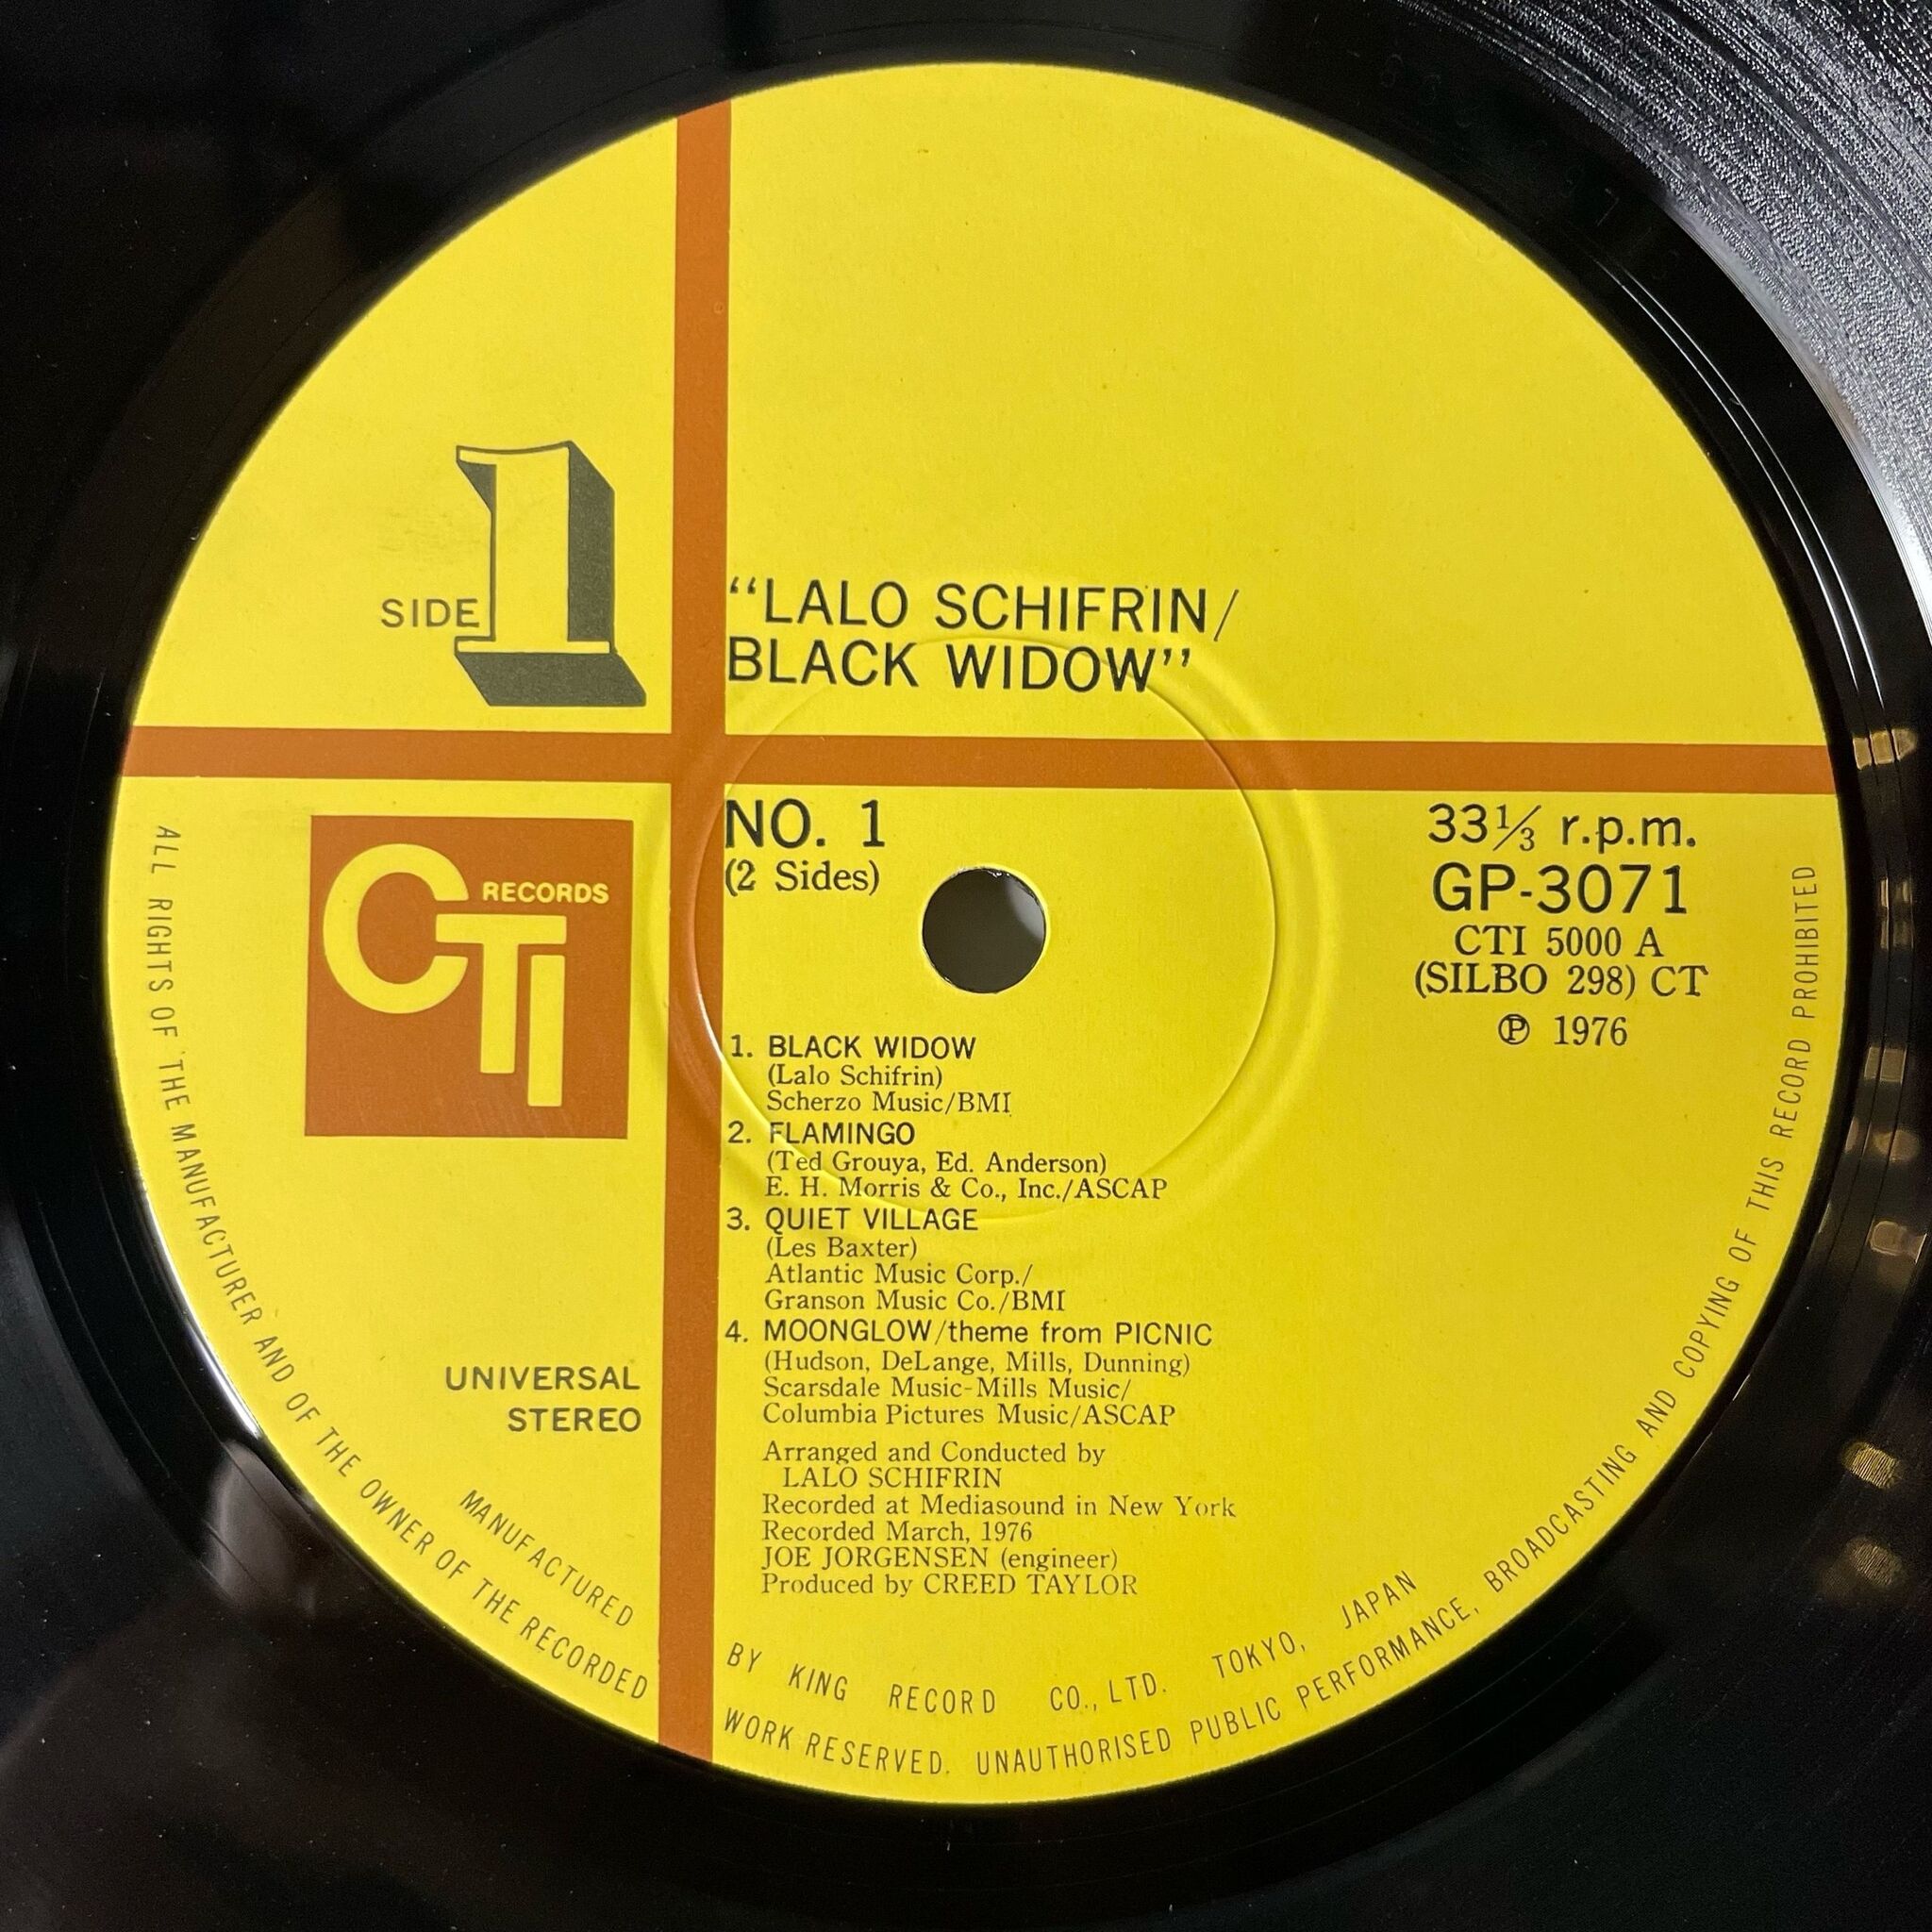 SIDE 1
“LALO SCHIFRIN/
BLACK WIDOW”
CTI
RECORDS
NO. 1
(2 Sides)
33⅓ r.p.m.
GP-3071
CTI 5000 A
(SILBO 298) CT
Ⓟ 1976
1. BLACK WIDOW
(Lalo Schifrin)
Scherzo Music/BMI
2. FLAMINGO
(Ted Grouya, Ed. Anderson)
E. H. Morris & Co., Inc./ASCAP
3. QUIET VILLAGE
(Les Baxter)
Atlantic Music Corp./
Granson Music Co./BMI
4. MOONGLOW/theme from PICNIC
(Hudson, DeLange, Mills, Dunning)
Scarsdale Music-Mills Music/
Columbia Pictures Music/ASCAP
Arranged and Conducted by
LALO SCHIFRIN
Recorded at Mediasound in New York
Recorded March, 1976
JOE JORGENSEN (engineer)
Produced by CREED TAYLOR
UNIVERSAL
STEREO
MANUFACTURED BY KING RECORD CO., LTD. TOKYO, JAPAN
ALL RIGHTS OF THE MANUFACTURER AND OF THE OWNER OF THE RECORDED WORK RESERVED. UNAUTHORISED PUBLIC PERFORMANCE, BROADCASTING AND COPYING OF THIS RECORD PROHIBITED